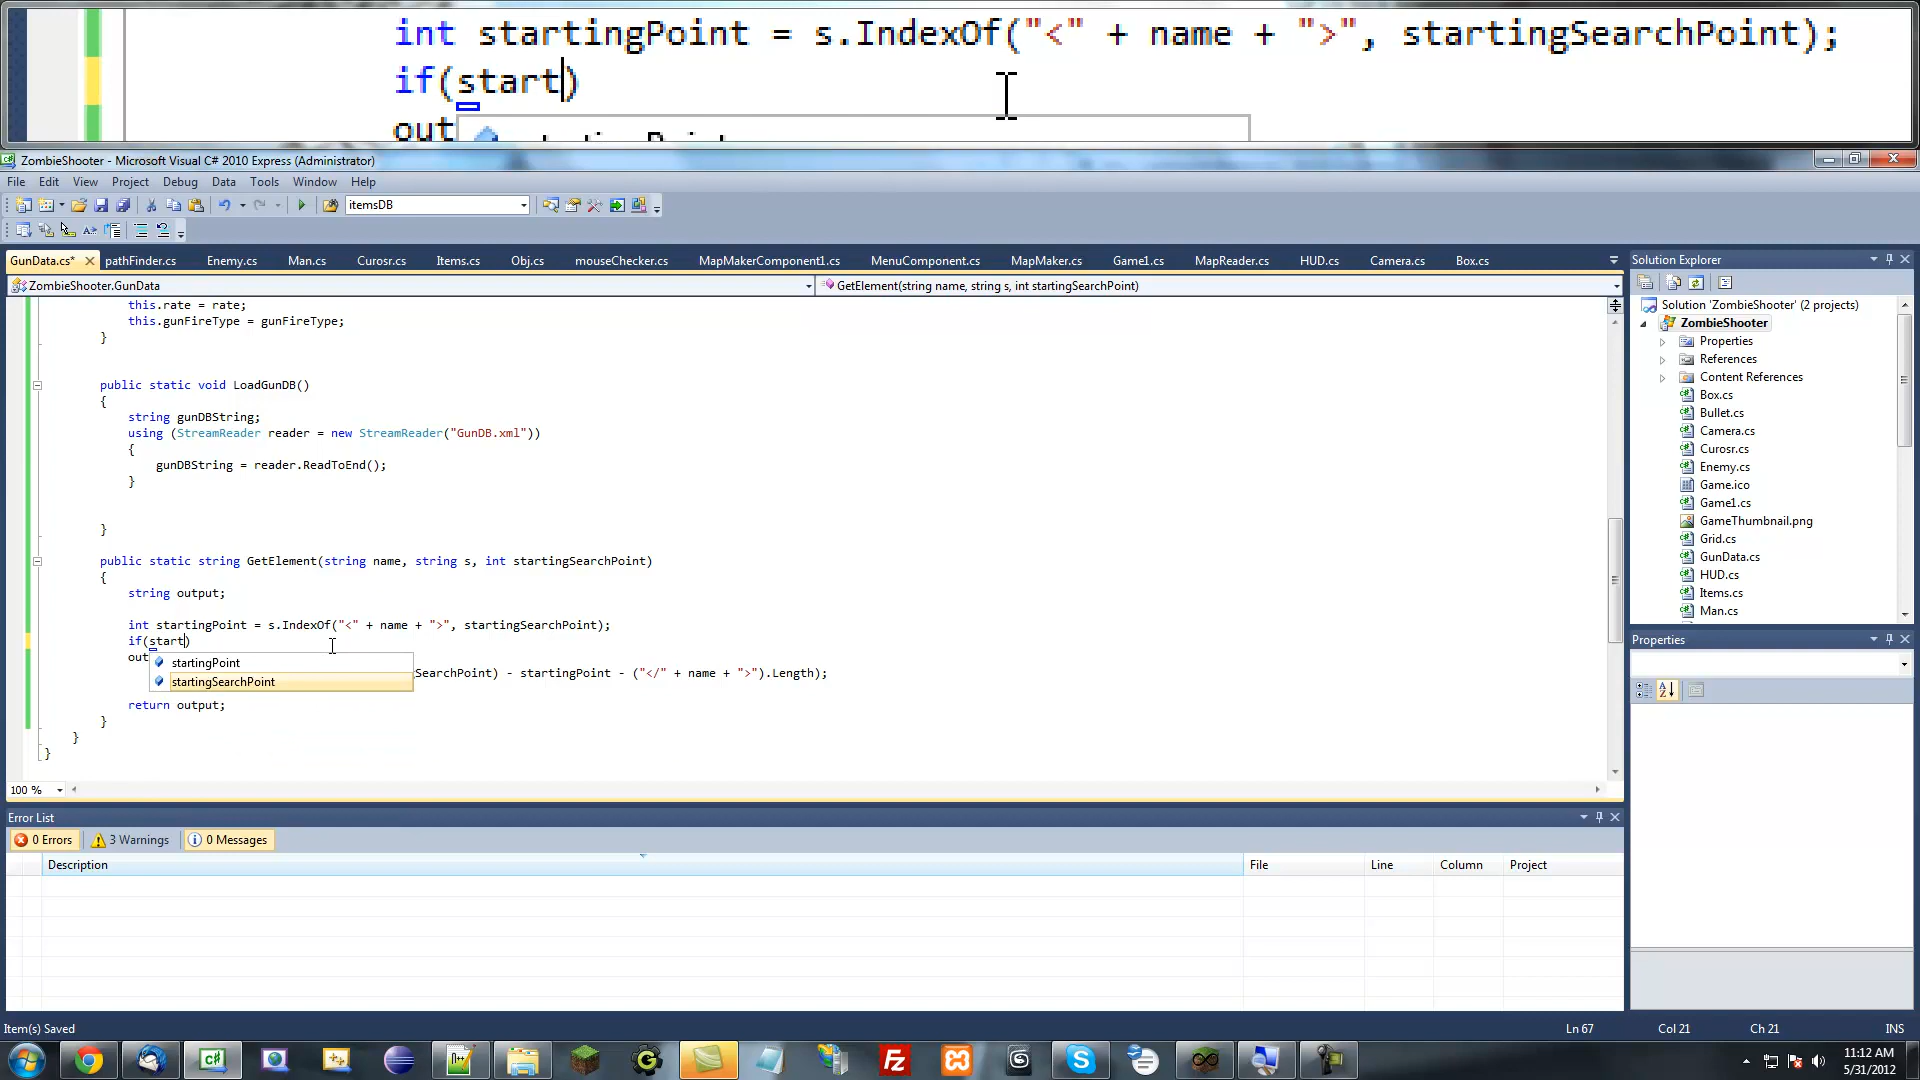 int startingPoint = s.IndexOf("<" + name + ">", startingSearchPoint);
if(start)
out
ZombieShooter - Microsoft Visual C# 2010 Express (Administrator)
File Edit View Project Debug Data Tools Window Help
itemsDB
GunData.cs* pathFinder.cs Enemy.cs Man.cs Curosr.cs Items.cs Obj.cs mouseChecker.cs MapMakerComponent1.cs MenuComponent.cs MapMaker.cs Game1.cs MapReader.cs HUD.cs Camera.cs Box.cs
ZombieShooter.GunData GetElement(string name, string s, int startingSearchPoint)
this.rate = rate;
this.gunFireType = gunFireType;
}
public static void LoadGunDB()
{
string gunDBString;
using (StreamReader reader = new StreamReader("GunDB.xml"))
{
gunDBString = reader.ReadToEnd();
}
}
public static string GetElement(string name, string s, int startingSearchPoint)
{
string output;
int startingPoint = s.IndexOf("<" + name + ">", startingSearchPoint);
if(start)
out
startingPoint
startingSearchPoint
SearchPoint) - startingPoint - ("</" + name + ">").Length);
return output;
}
}
}
100 %
Error List
0 Errors 3 Warnings 0 Messages
Description File Line Column Project
Solution Explorer
Solution 'ZombieShooter' (2 projects)
ZombieShooter
Properties
References
Content References
Box.cs
Bullet.cs
Camera.cs
Curosr.cs
Enemy.cs
Game.ico
Game1.cs
GameThumbnail.png
Grid.cs
GunData.cs
HUD.cs
Items.cs
Man.cs
Properties
Item(s) Saved Ln 67 Col 21 Ch 21 INS
11:12 AM
5/31/2012